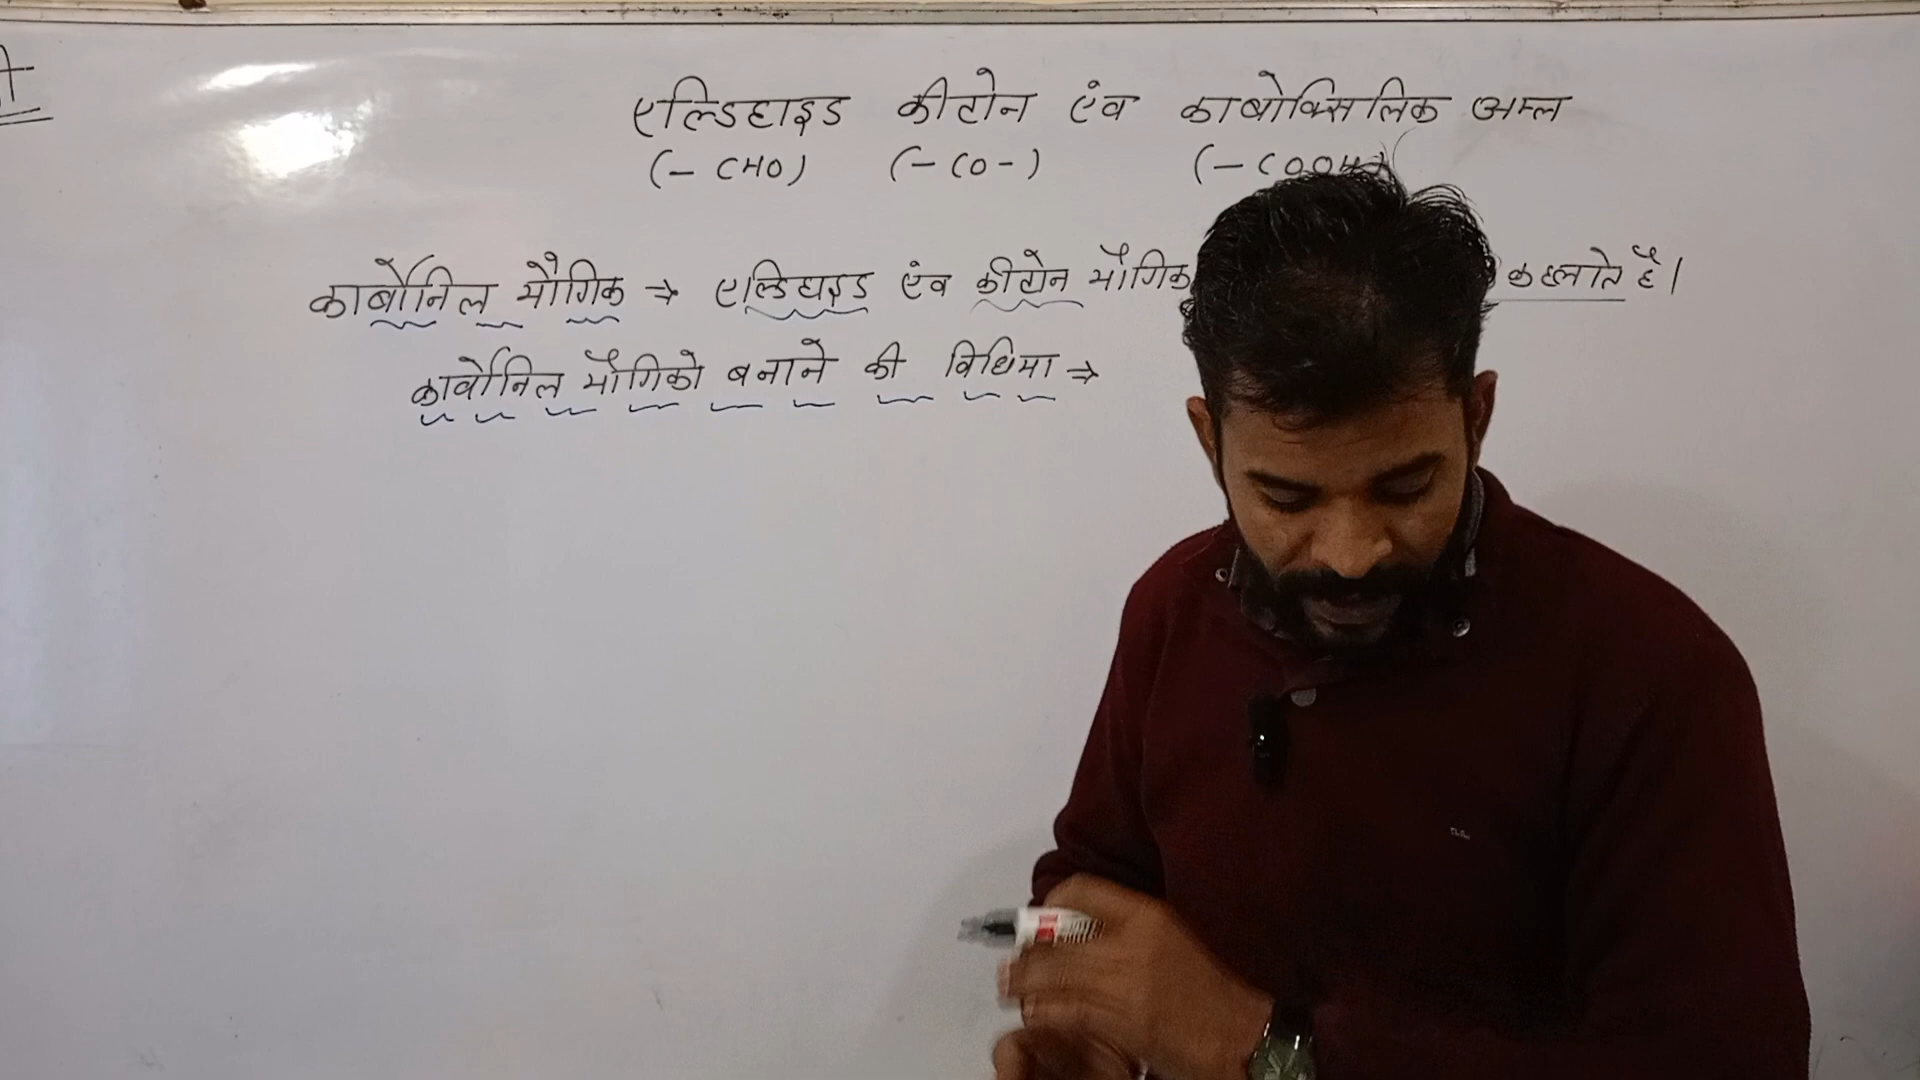 एल्डिहाइड कीटोन एंव कार्बोक्सिलिक अम्ल
(- CHO) (- CO -) (- COOH)
कार्बोनिल यौगिक ⇒ एल्डिहाइड एंव कीटोन यौगिक कहलाते है।
कार्बोनिल यौगिको बनाने की विधिया ⇒